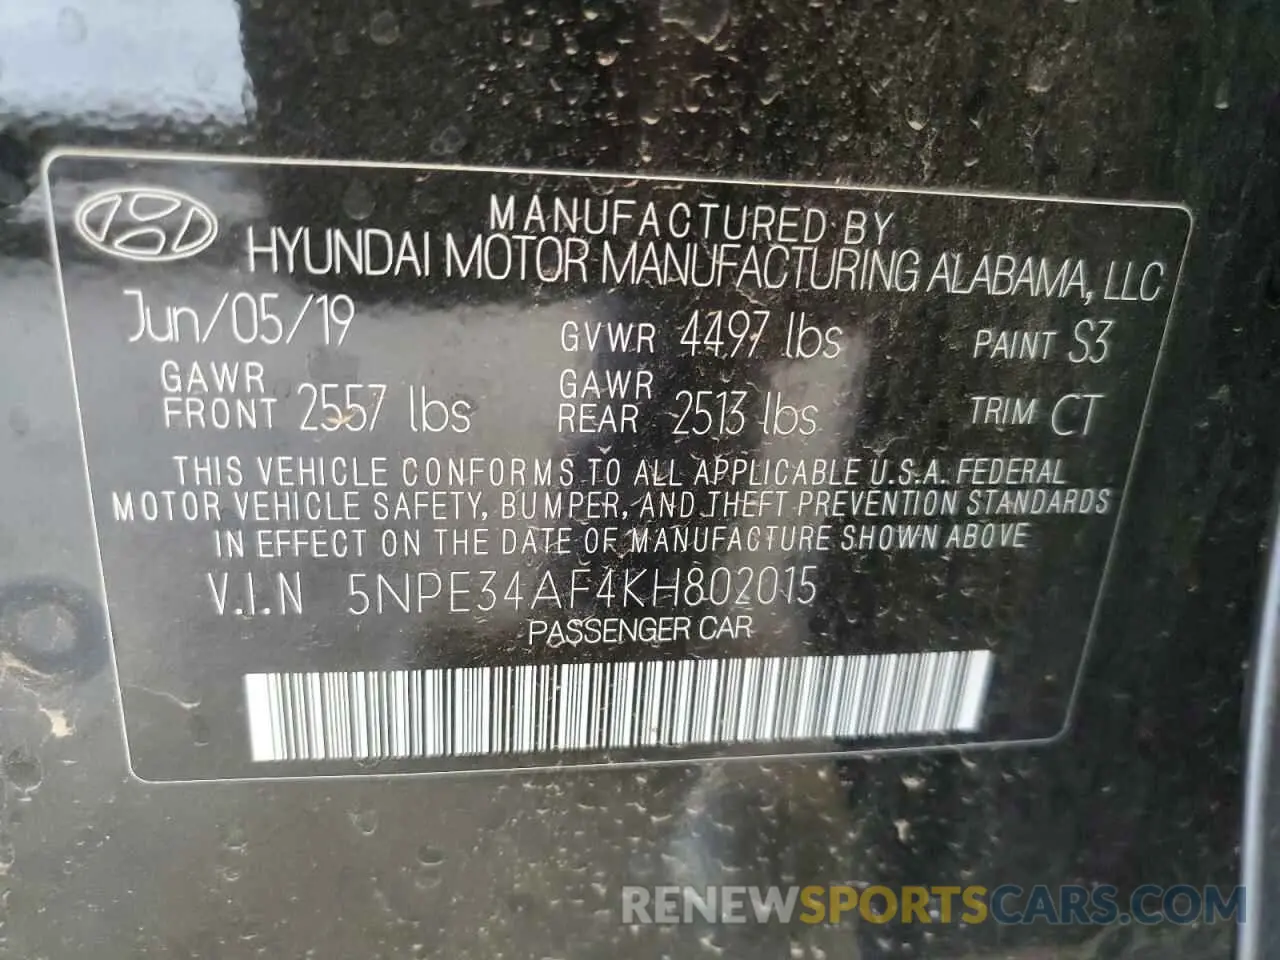 MANUFACTURED BY
HYUNDAI MOTOR MANUFACTURING ALABAMA, LLC
Jun/05/19 GVWR 4497 lbs PAINT S3
GAWR FRONT 2557 lbs GAWR REAR 2513 lbs TRIM CT
THIS VEHICLE CONFORMS TO ALL APPLICABLE U.S.A. FEDERAL
MOTOR VEHICLE SAFETY, BUMPER, AND THEFT PREVENTION STANDARDS
IN EFFECT ON THE DATE OF MANUFACTURE SHOWN ABOVE
V.I.N 5NPE34AF4KH802015
PASSENGER CAR
RENEWSPORTSCARS.COM